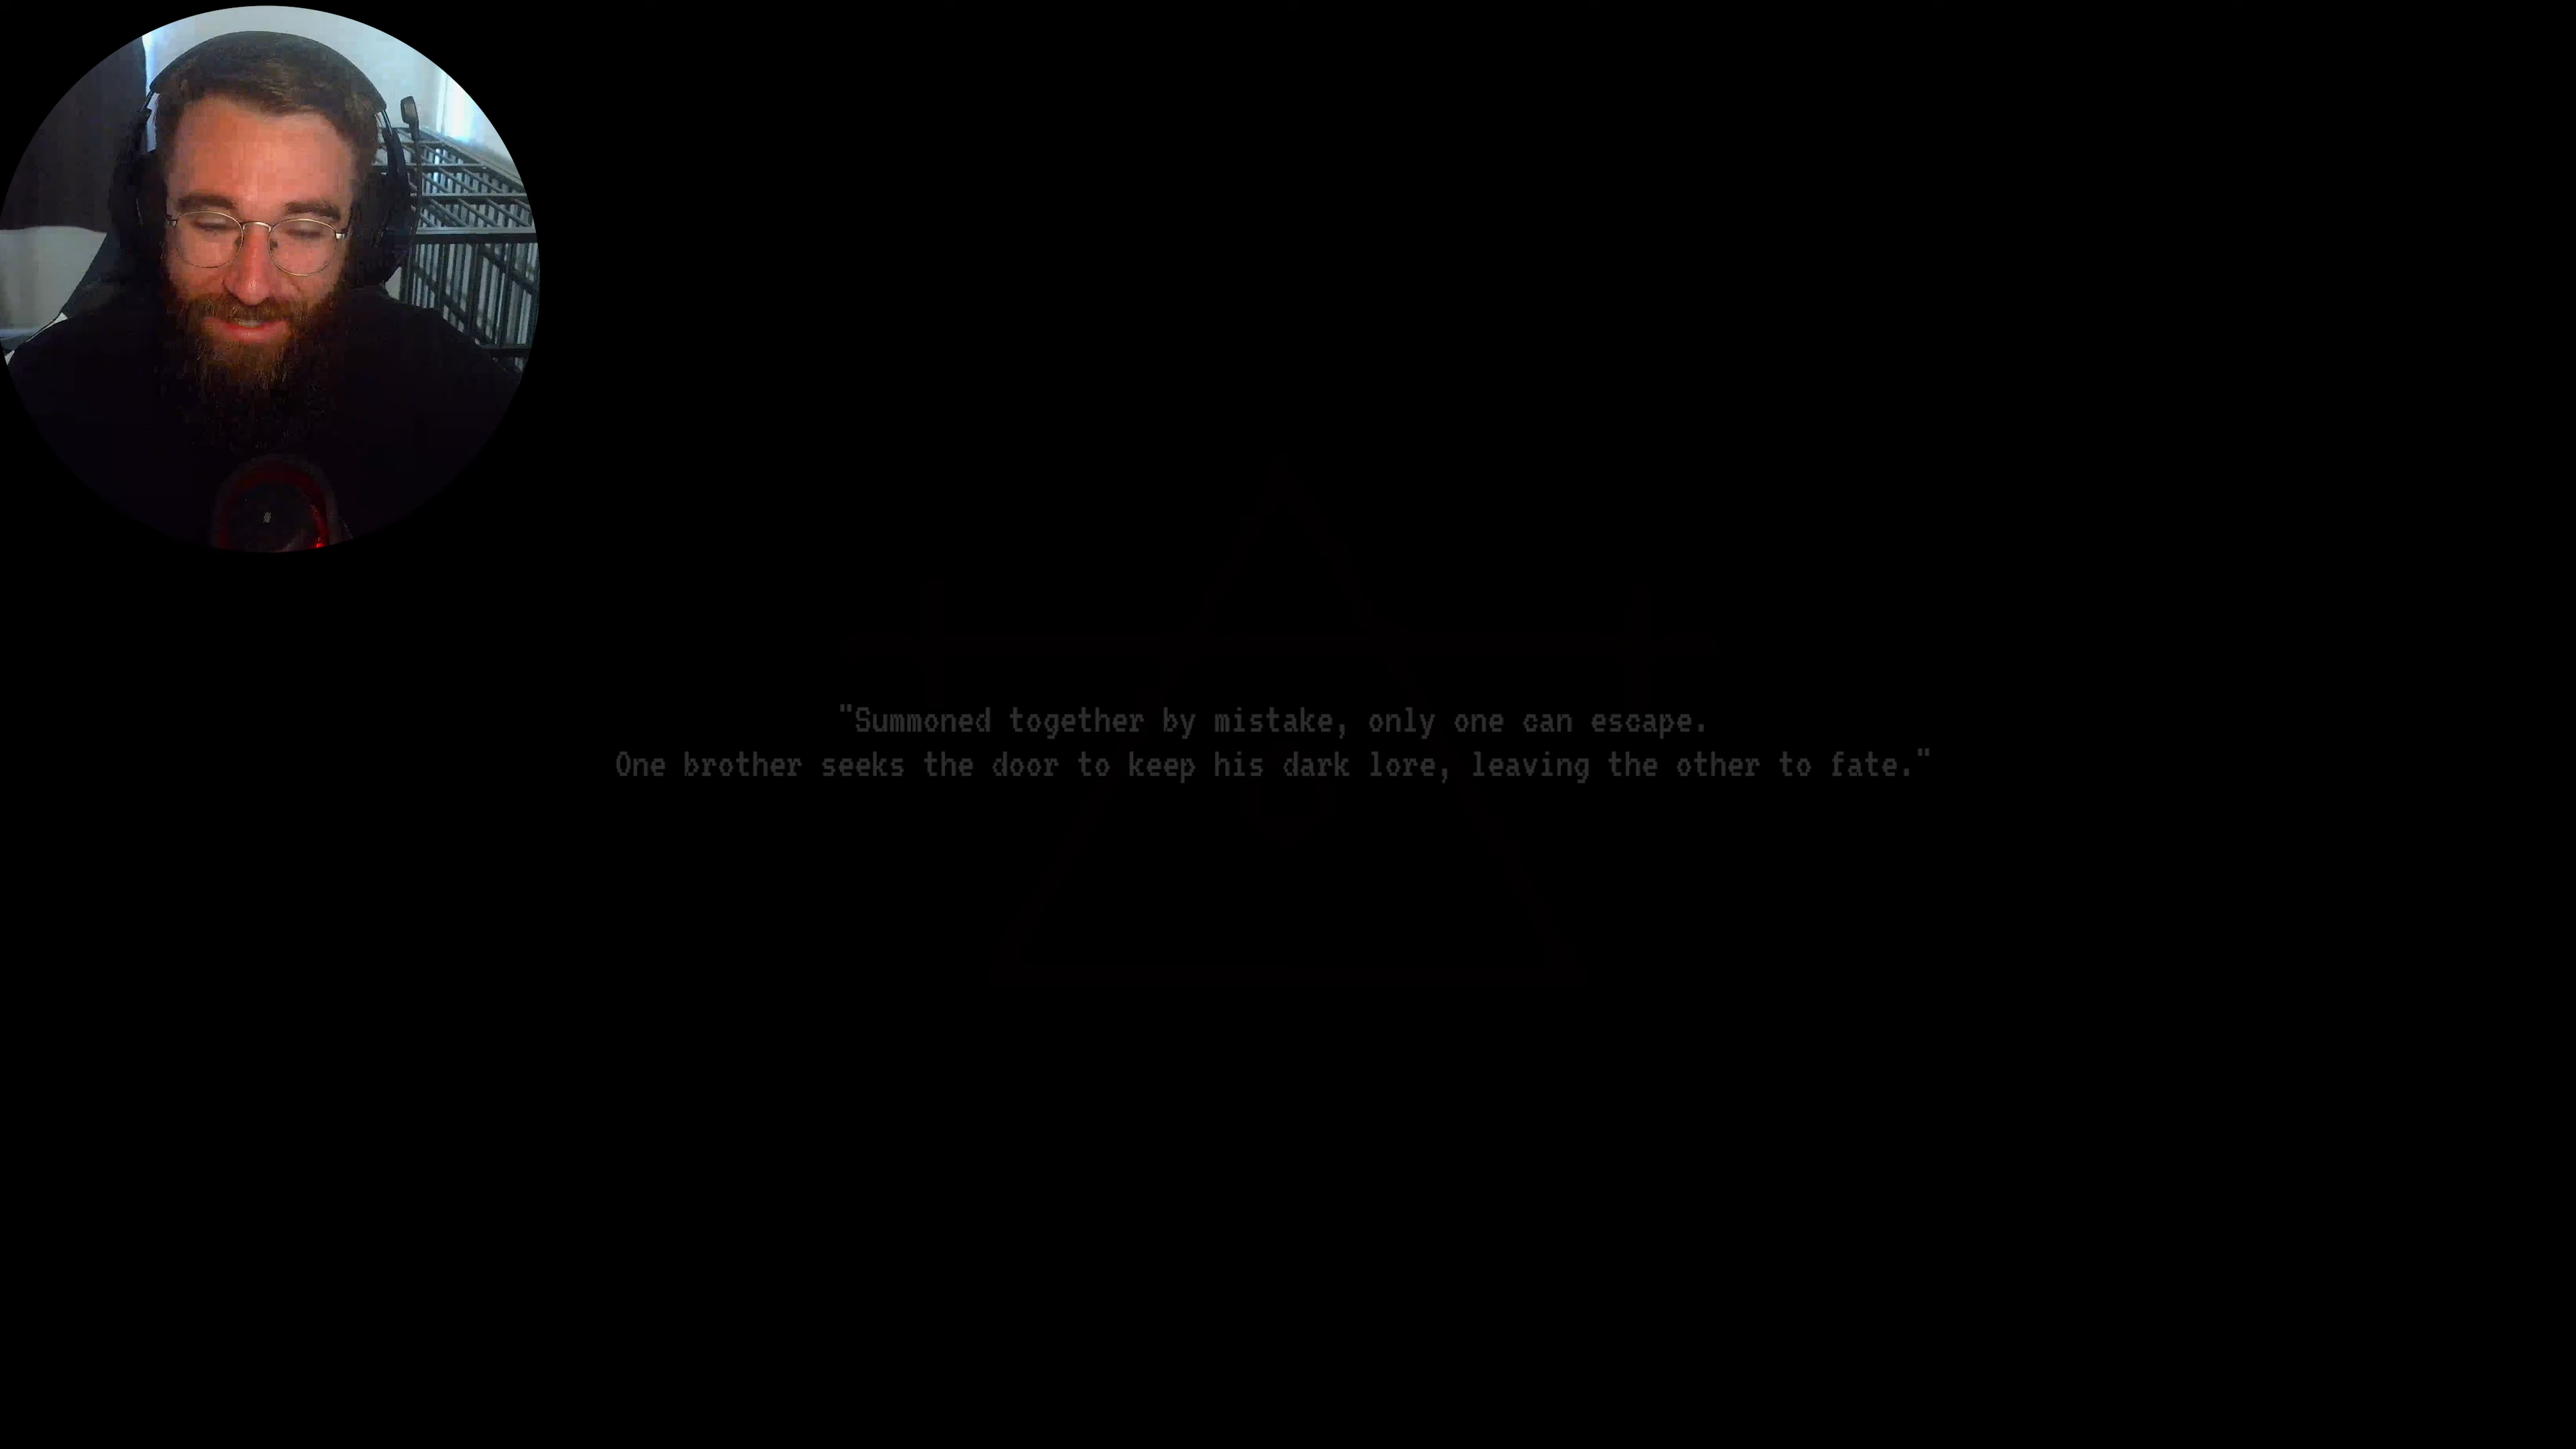 "Summoned together by mistake, only one can escape.
One brother seeks the door to keep his dark lore, leaving the other to fate."